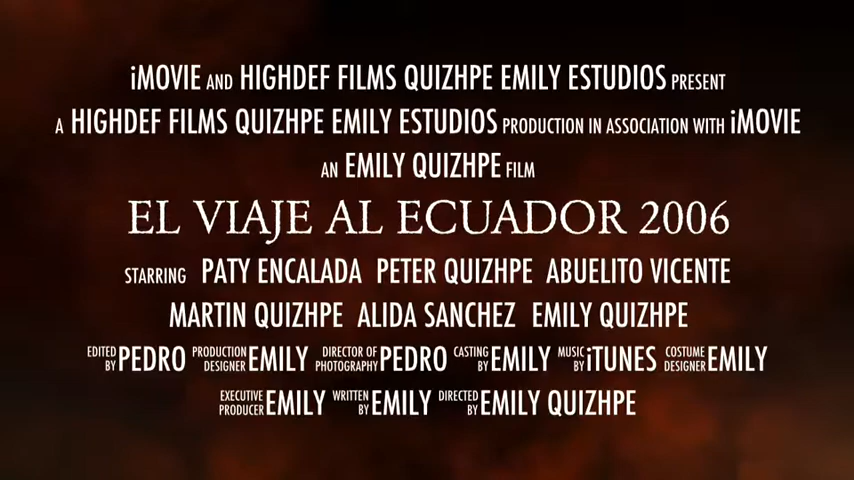 iMOVIE AND HIGHDEF FILMS QUIZHPE EMILY ESTUDIOS PRESENT
A HIGHDEF FILMS QUIZHPE EMILY ESTUDIOS PRODUCTION IN ASSOCIATION WITH iMOVIE
AN EMILY QUIZHPE FILM
EL VIAJE AL ECUADOR 2006
STARRING PATY ENCALADA PETER QUIZHPE ABUELITO VICENTE
MARTIN QUIZHPE ALIDA SANCHEZ EMILY QUIZHPE
EDITED BY PEDRO PRODUCTION DESIGNER EMILY DIRECTOR OF PHOTOGRAPHY PEDRO CASTING BY EMILY MUSIC BY iTUNES COSTUME DESIGNER EMILY
EXECUTIVE PRODUCER EMILY WRITTEN BY EMILY DIRECTED BY EMILY QUIZHPE